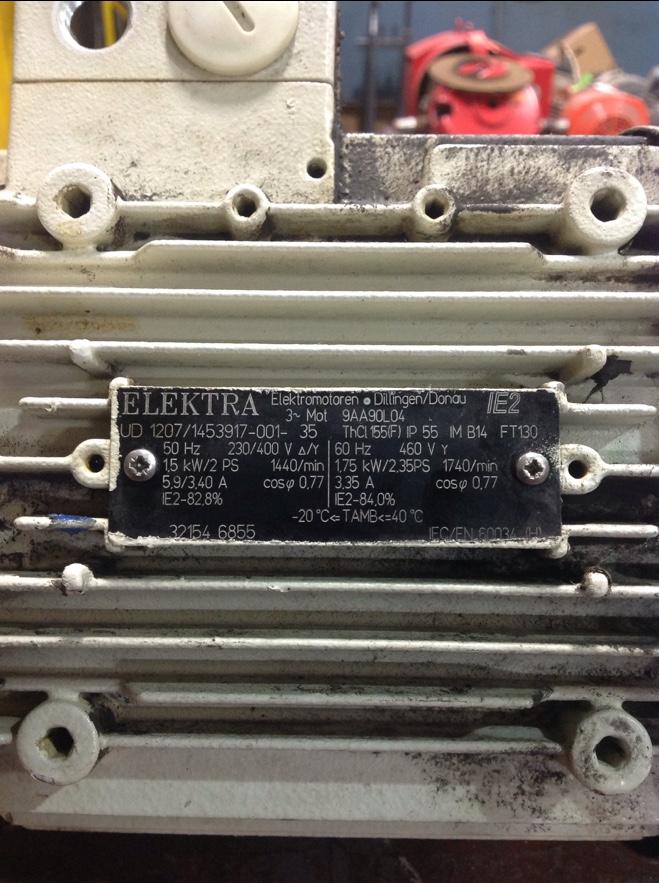 ELEKTRA Elektromotoren • Dillingen/Donau IE2
3~ Mot 9AA90L04
UD 1207/1453917-001- 35 ThCl.155(F) IP 55 IM B14 FT130
50 Hz 230/400 V Δ/Y 60 Hz 460 V Y
1,5 kW/2 PS 1440/min 1,75 kW/2,35PS 1740/min
5,9/3,40 A cosφ 0,77 3,35 A cosφ 0,77
IE2-82,8% IE2-84,0%
-20 °C<= TAMB<=40 °C
32154 6855 IEC/EN 60034 (H)